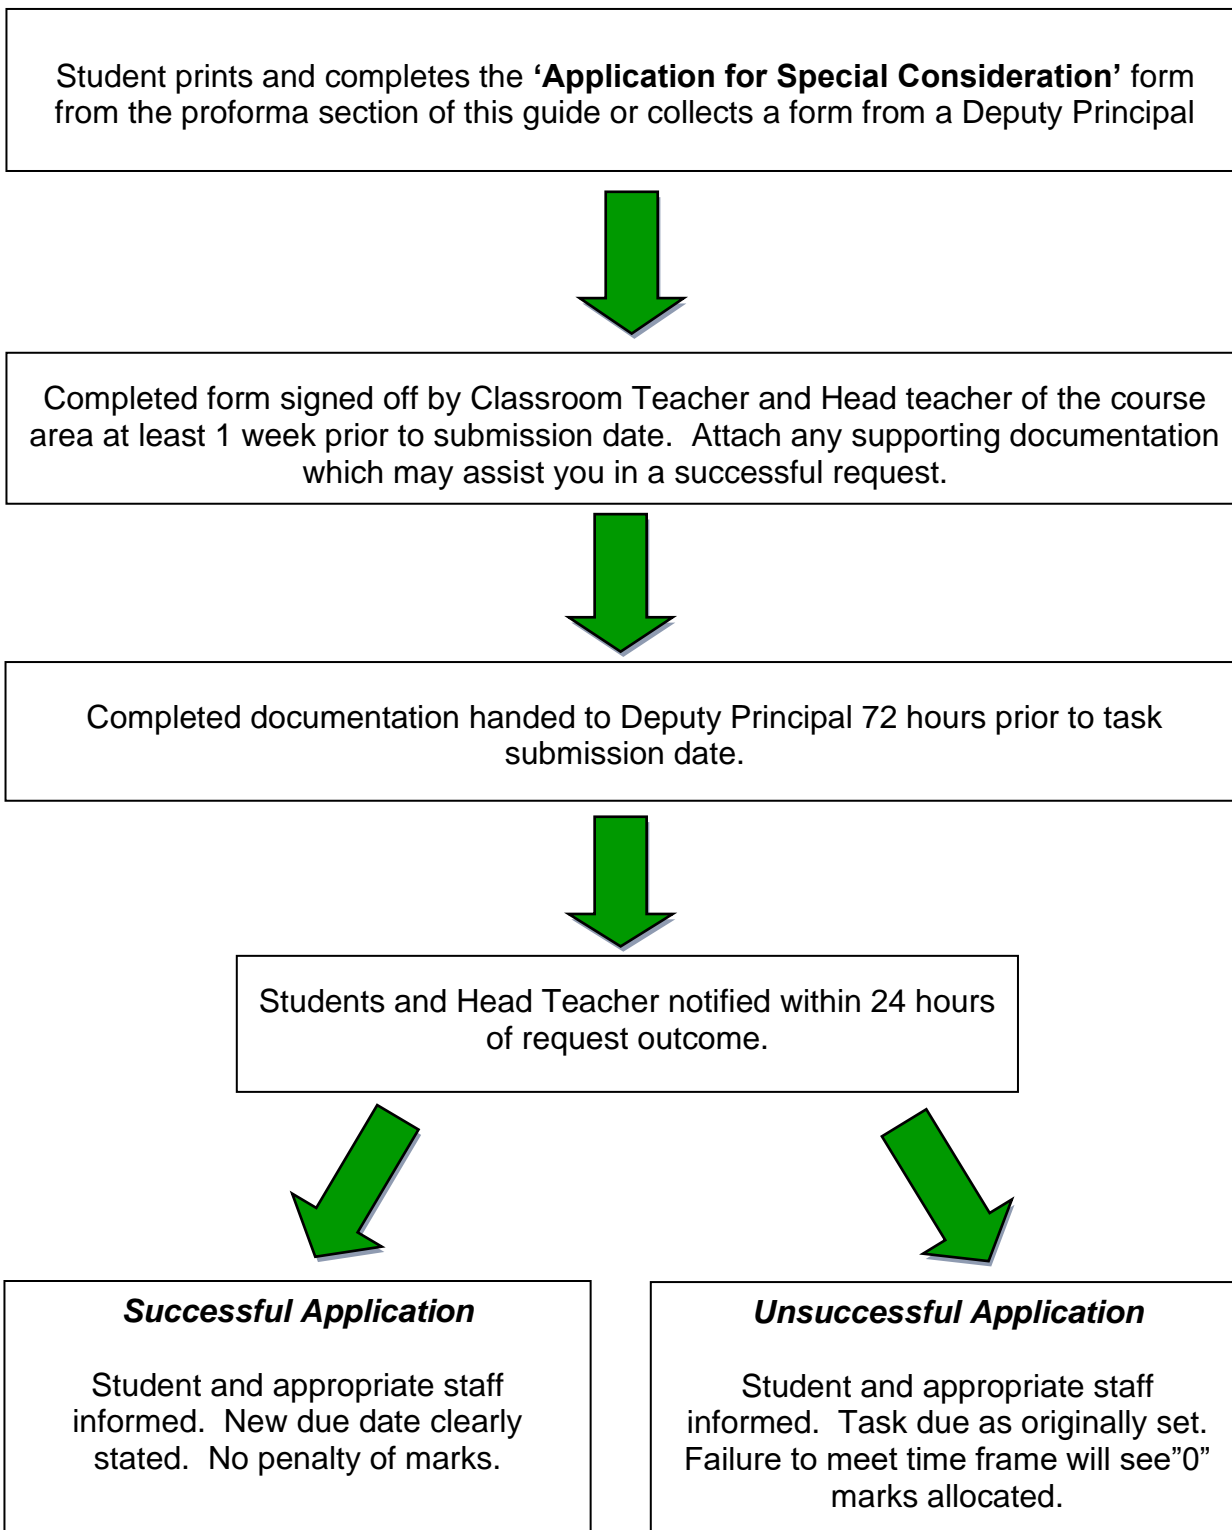 Student prints and completes the ‘Application for Special Consideration’ form
from the proforma section of this guide or collects a form from a Deputy Principal
Completed form signed off by Classroom Teacher and Head teacher of the course
area at least 1 week prior to submission date.  Attach any supporting documentation
which may assist you in a successful request.
Completed documentation handed to Deputy Principal 72 hours prior to task
submission date.
Students and Head Teacher notified within 24 hours
of request outcome.
Successful Application
Student and appropriate staff
informed.  New due date clearly
stated.  No penalty of marks.
Unsuccessful Application
Student and appropriate staff
informed.  Task due as originally set.
Failure to meet time frame will see”0”
marks allocated.